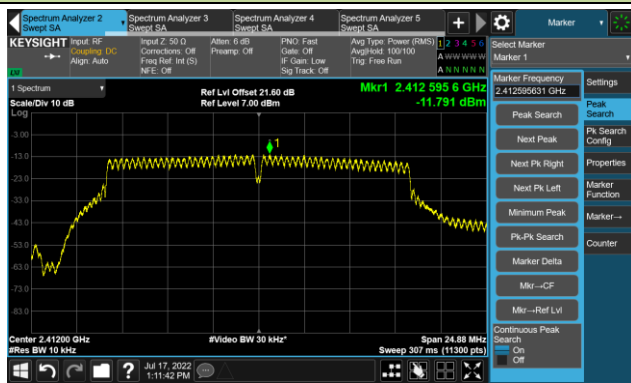 Spectrum Analyzer 2
Swept SA
Spectrum Analyzer 3
Swept SA
Spectrum Analyzer 4
Swept SA
Spectrum Analyzer 5
Swept SA
+
Marker
KEYSIGHT
Input: RF
Coupling: DC
Align: Auto
Input Z: 50 Ω
Corrections: Off
Freq Ref: Int (S)
NFE: Off
Atten: 6 dB
Preamp: Off
PNO: Fast
Gate: Off
IF Gain: Low
Sig Track: Off
Avg Type: Power (RMS)
Avg|Hold: 100/100
Trig: Free Run
1 2 3 4 5 6
A WW WW W
A N N N N N
LW
1 Spectrum
Scale/Div 10 dB
Log
Ref Lvl Offset 21.60 dB
Ref Level 7.00 dBm
Mkr1 2.412 595 6 GHz
-11.791 dBm
1
-3.00
-13.0
-23.0
-33.0
-43.0
-53.0
-63.0
-73.0
-83.0
Center 2.41200 GHz
#Res BW 10 kHz
#Video BW 30 kHz*
Span 24.88 MHz
Sweep 307 ms (11300 pts)
Select Marker
Marker 1
Marker Frequency
2.412595631 GHz
Peak Search
Next Peak
Next Pk Right
Next Pk Left
Minimum Peak
Pk-Pk Search
Marker Delta
Mkr→CF
Mkr→Ref Lvl
Continuous Peak
Search
On
Off
Settings
Peak
Search
Pk Search
Config
Properties
Marker
Function
Marker→
Counter
?
Jul 17, 2022
1:11:42 PM